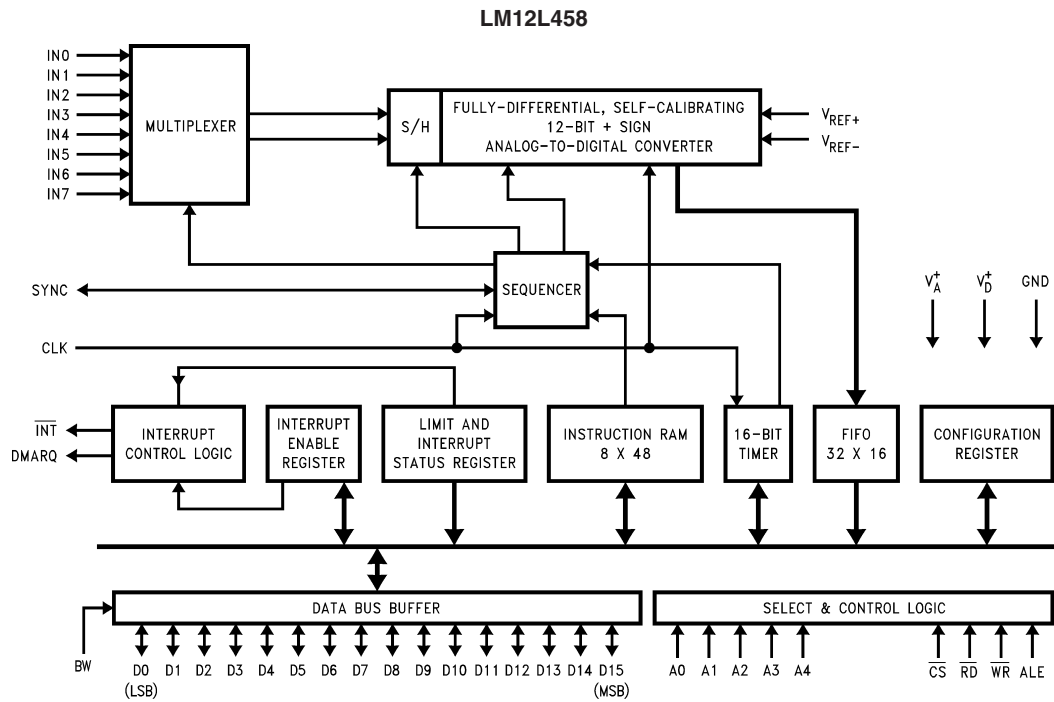 LM12L458
IN0
IN1
IN2
IN3
IN4
IN5
IN6
IN7
MULTIPLEXER
S/H
FULLY-DIFFERENTIAL, SELF-CALIBRATING
12-BIT + SIGN
ANALOG-TO-DIGITAL CONVERTER
VREF+
VREF−
SEQUENCER
SYNC
CLK
VA+
VD+
GND
INT
DMARQ
INTERRUPT
CONTROL LOGIC
INTERRUPT
ENABLE
REGISTER
LIMIT AND
INTERRUPT
STATUS REGISTER
INSTRUCTION RAM
8 X 48
16-BIT
TIMER
FIFO
32 X 16
CONFIGURATION
REGISTER
DATA BUS BUFFER
SELECT & CONTROL LOGIC
BW
D0 D1 D2 D3 D4 D5 D6 D7 D8 D9 D10 D11 D12 D13 D14 D15
(LSB) (MSB)
A0 A1 A2 A3 A4
CS RD WR ALE